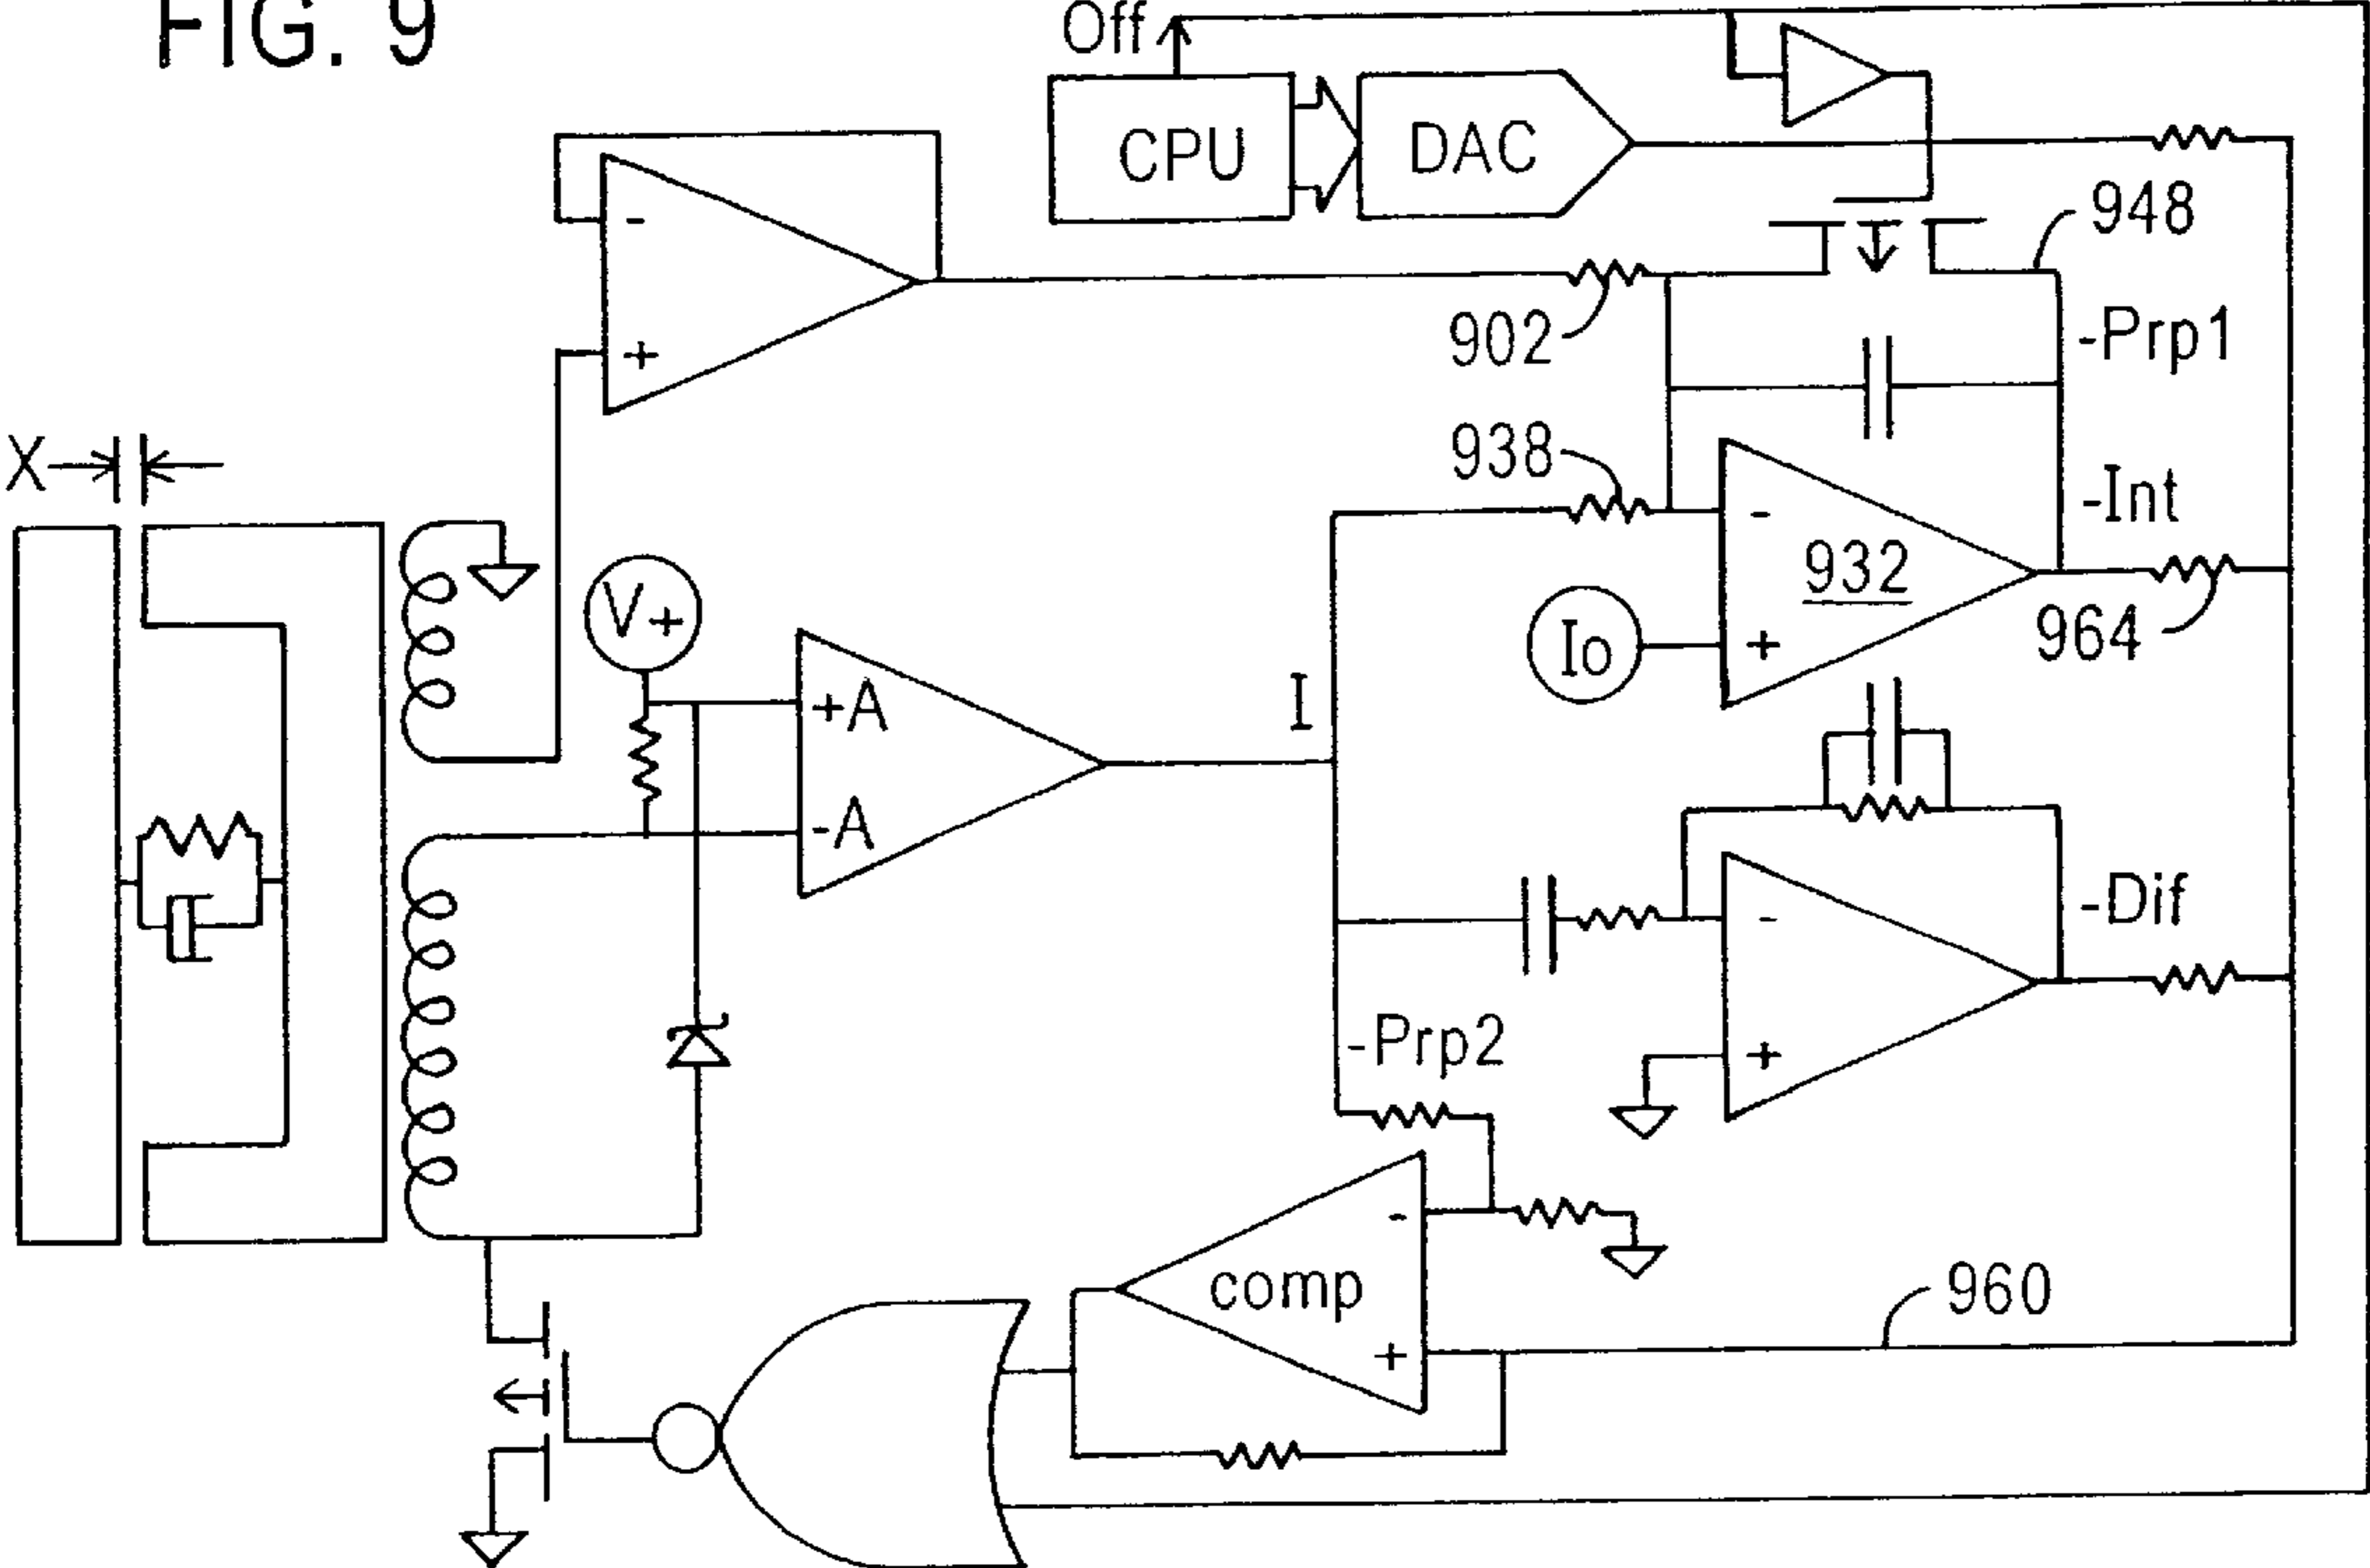 FIG. 9
Off
CPU
DAC
948
-
+
902
-Prp1
X
938
-Int
-
932
+
Io
964
V+
+A
-A
I
-Dif
-
+
-Prp2
-
comp
+
960